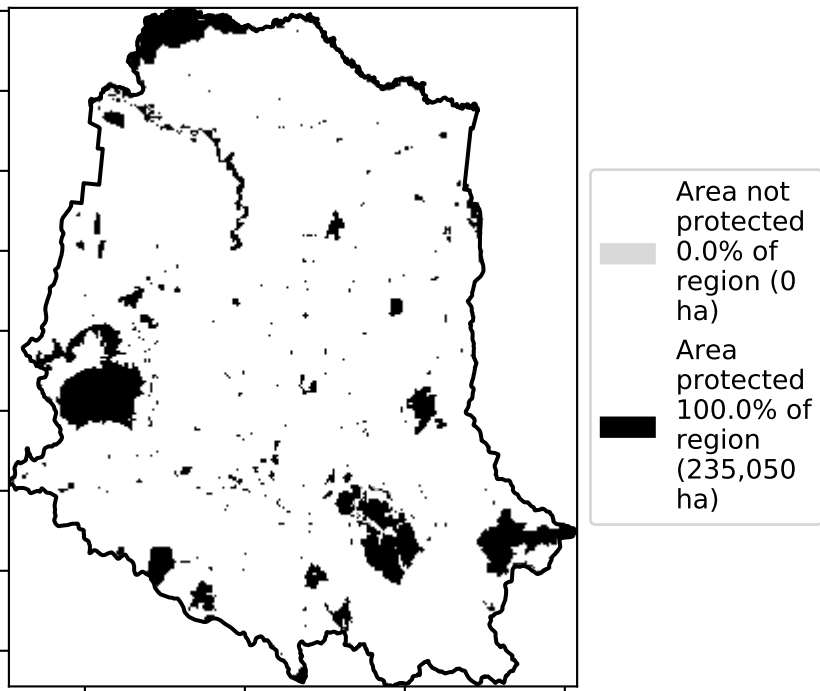 Area not
protected
0.0% of
region (0
ha)
Area
protected
100.0% of
region
(235,050
ha)